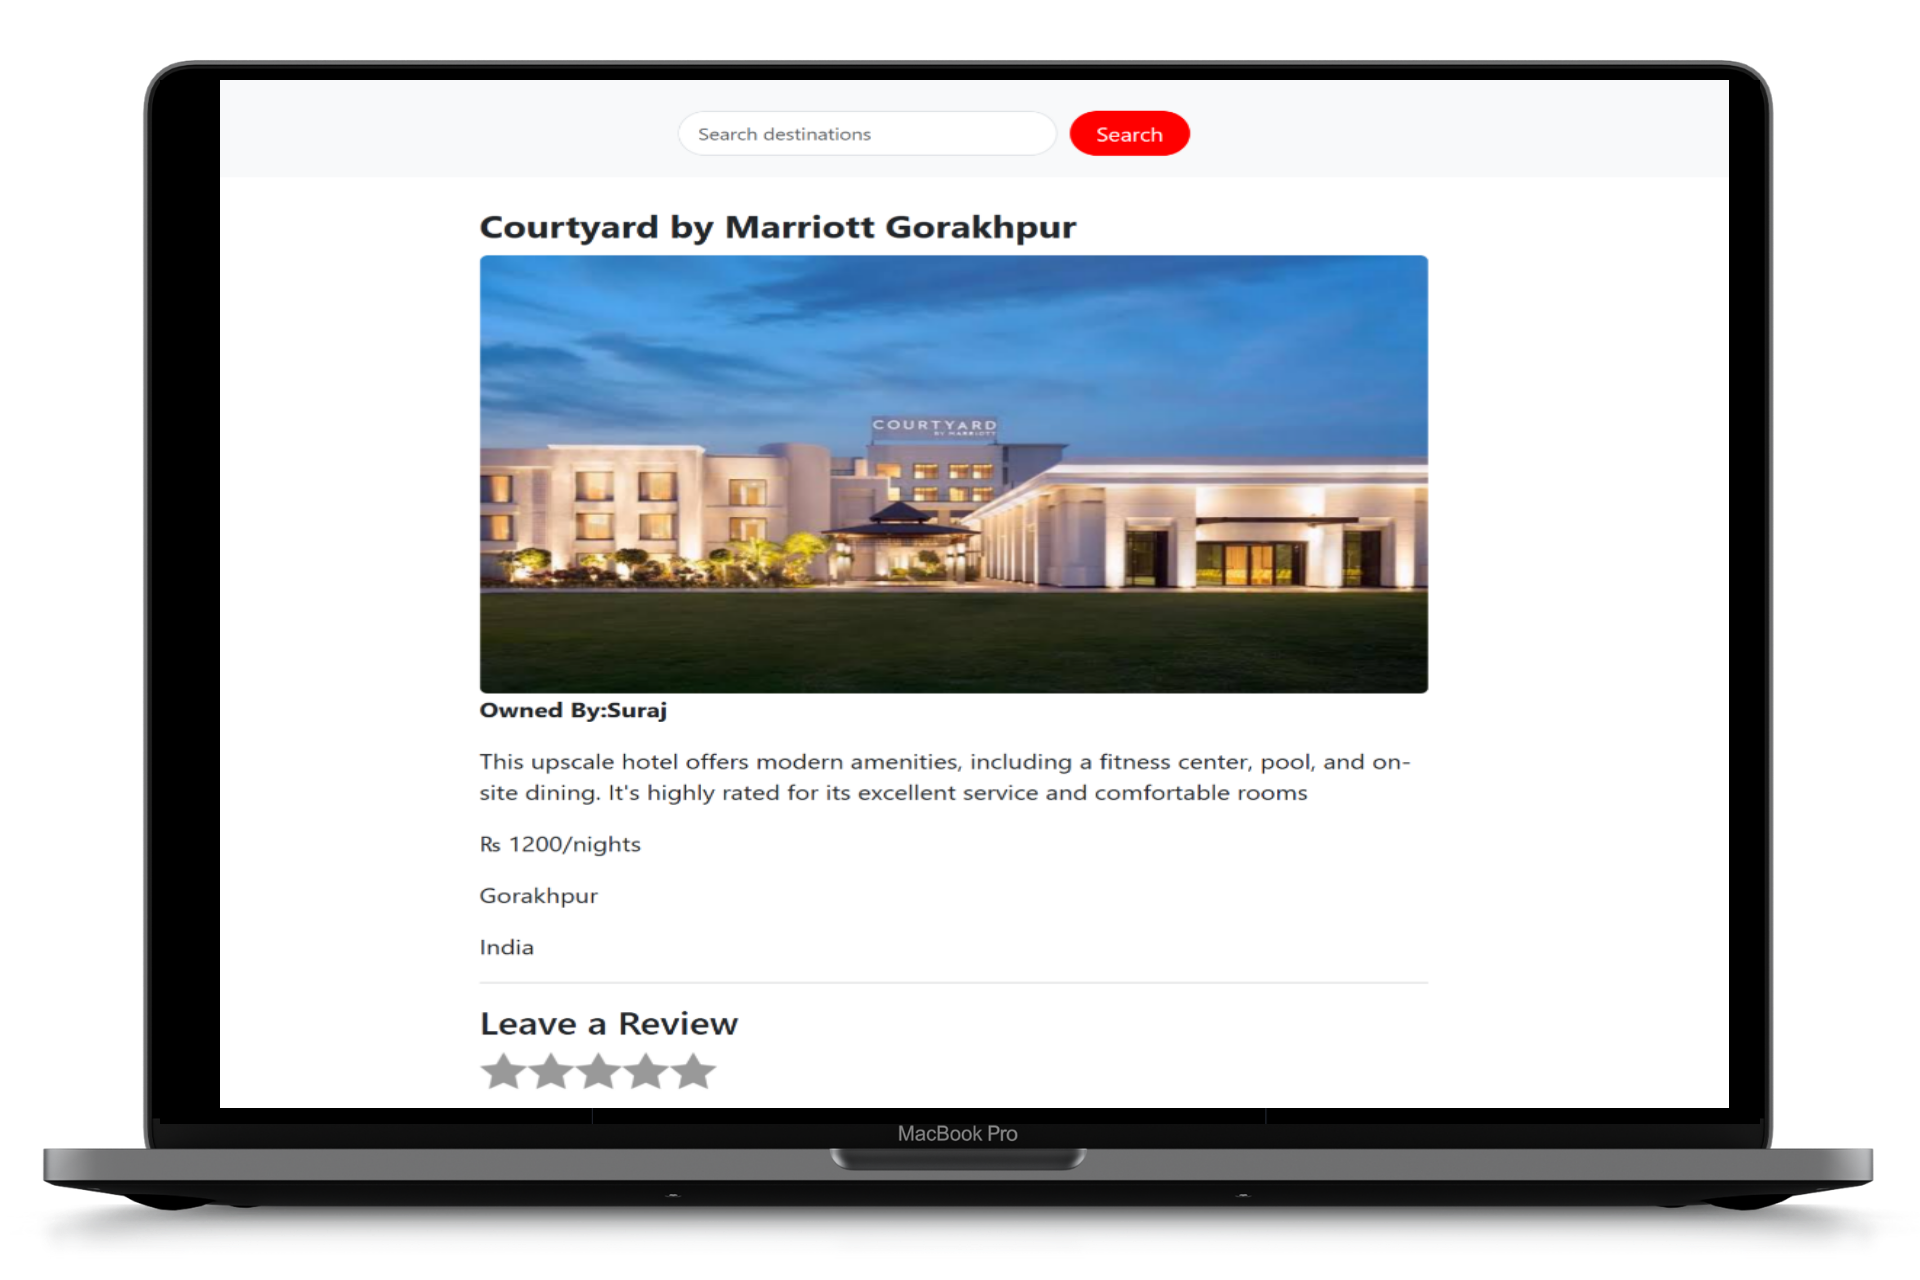 Search destinations
Search
Courtyard by Marriott Gorakhpur
COURTYARD
BY MARRIOTT
Owned By:Suraj
This upscale hotel offers modern amenities, including a fitness center, pool, and on-
site dining. It's highly rated for its excellent service and comfortable rooms
₨ 1200/nights
Gorakhpur
India
Leave a Review
MacBook Pro